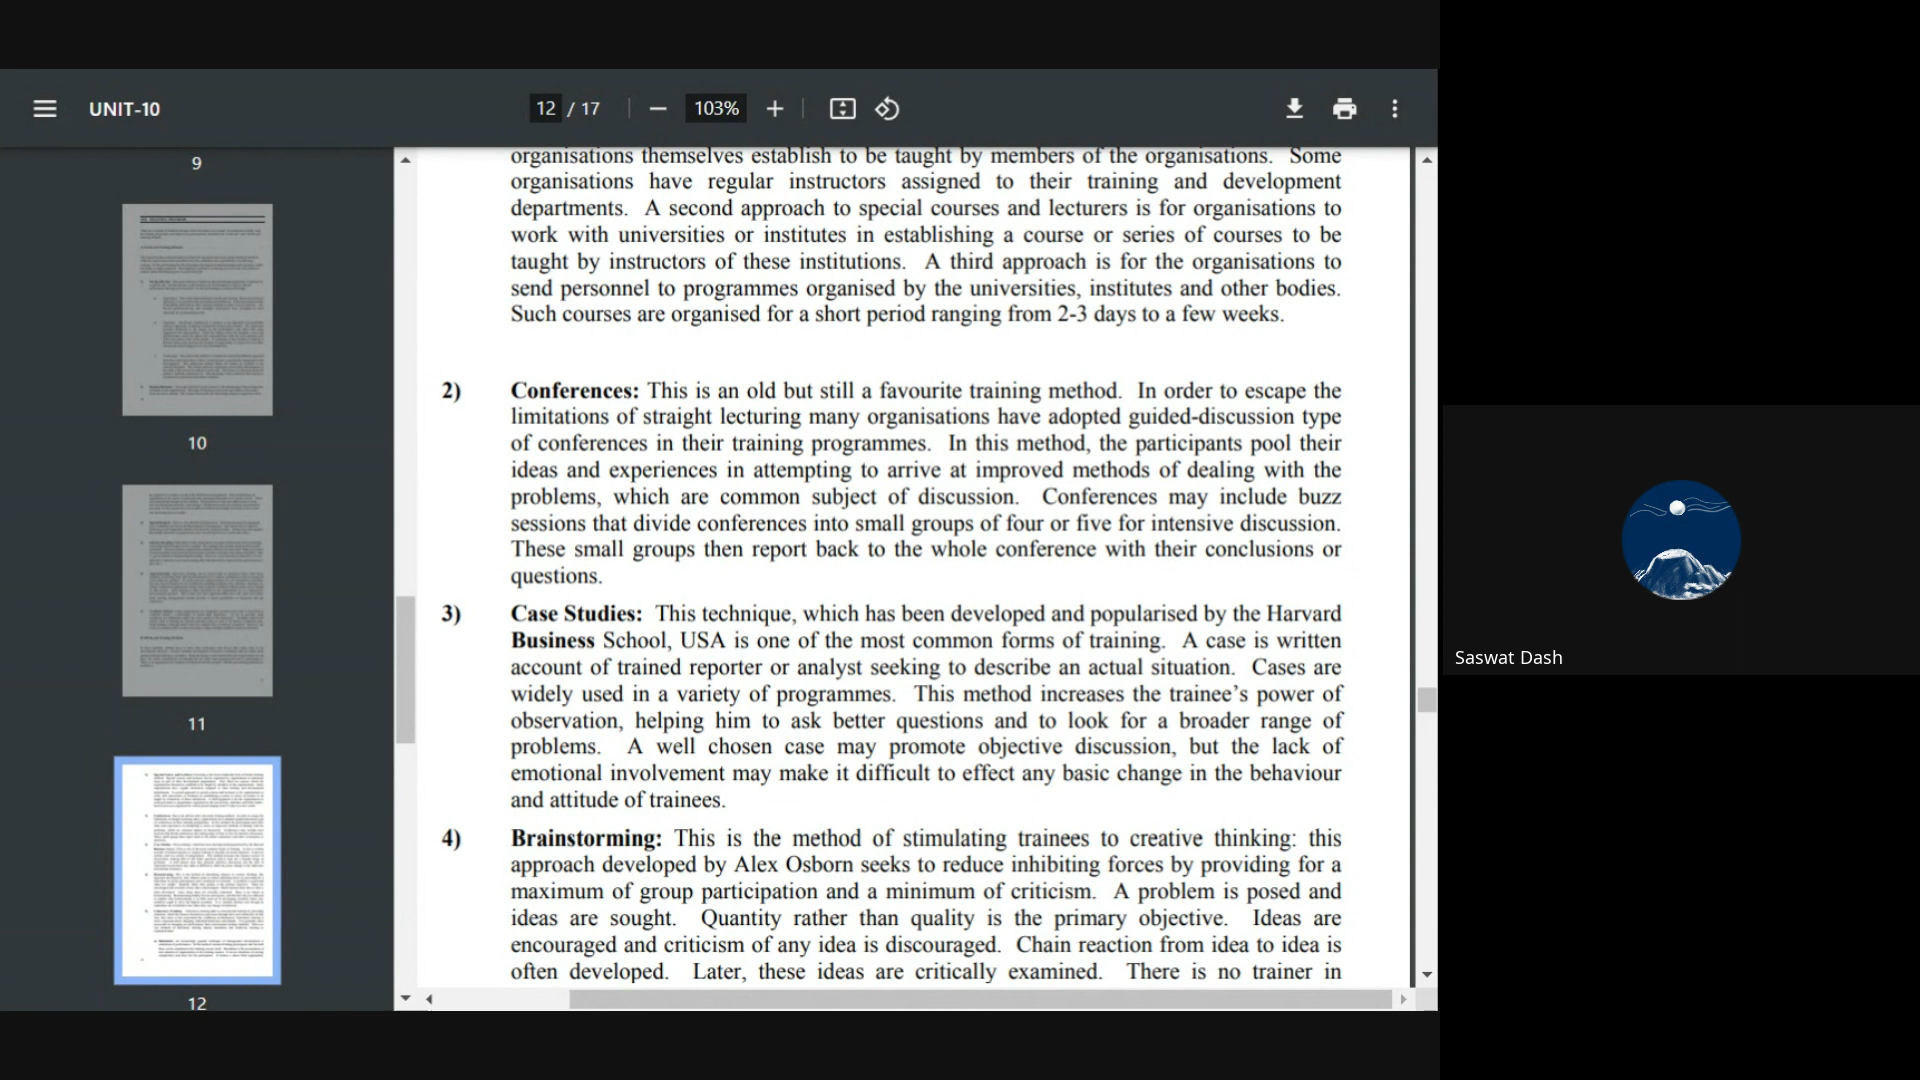 UNIT-10
12 / 17
103%
9
10
11
12
organisations themselves establish to be taught by members of the organisations. Some
organisations have regular instructors assigned to their training and development
departments. A second approach to special courses and lecturers is for organisations to
work with universities or institutes in establishing a course or series of courses to be
taught by instructors of these institutions. A third approach is for the organisations to
send personnel to programmes organised by the universities, institutes and other bodies.
Such courses are organised for a short period ranging from 2-3 days to a few weeks.
2) Conferences: This is an old but still a favourite training method. In order to escape the
limitations of straight lecturing many organisations have adopted guided-discussion type
of conferences in their training programmes. In this method, the participants pool their
ideas and experiences in attempting to arrive at improved methods of dealing with the
problems, which are common subject of discussion. Conferences may include buzz
sessions that divide conferences into small groups of four or five for intensive discussion.
These small groups then report back to the whole conference with their conclusions or
questions.
3) Case Studies: This technique, which has been developed and popularised by the Harvard
Business School, USA is one of the most common forms of training. A case is written
account of trained reporter or analyst seeking to describe an actual situation. Cases are
widely used in a variety of programmes. This method increases the trainee’s power of
observation, helping him to ask better questions and to look for a broader range of
problems. A well chosen case may promote objective discussion, but the lack of
emotional involvement may make it difficult to effect any basic change in the behaviour
and attitude of trainees.
4) Brainstorming: This is the method of stimulating trainees to creative thinking: this
approach developed by Alex Osborn seeks to reduce inhibiting forces by providing for a
maximum of group participation and a minimum of criticism. A problem is posed and
ideas are sought. Quantity rather than quality is the primary objective. Ideas are
encouraged and criticism of any idea is discouraged. Chain reaction from idea to idea is
often developed. Later, these ideas are critically examined. There is no trainer in
Saswat Dash